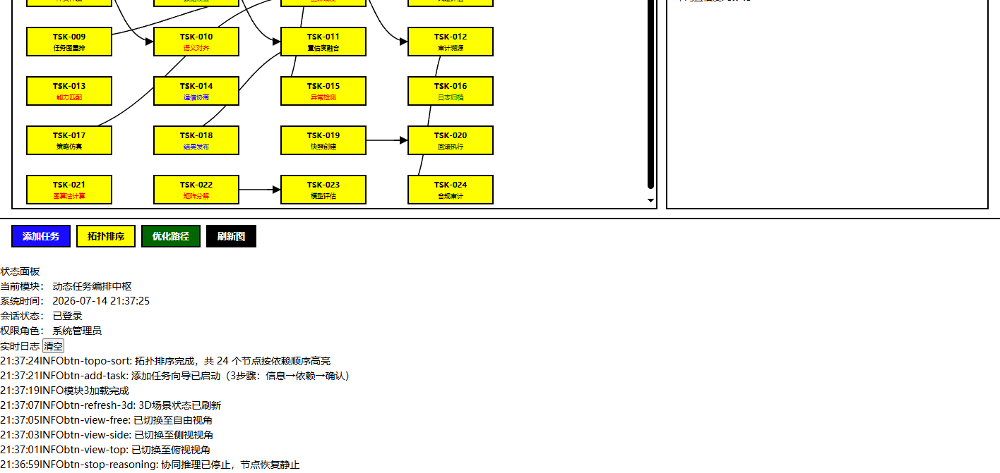 TSK-009
任务图重排
TSK-010
语义对齐
TSK-011
置信度融合
TSK-012
审计溯源
TSK-013
能力匹配
TSK-014
通信协商
TSK-015
异常检测
TSK-016
日志归档
TSK-017
策略仿真
TSK-018
结果发布
TSK-019
快照创建
TSK-020
回滚执行
TSK-021
图算法计算
TSK-022
矩阵分解
TSK-023
模型评估
TSK-024
合规审计
添加任务 拓扑排序 优化路径 刷新图
状态面板
当前模块： 动态任务编排中枢
系统时间： 2026-07-14 21:37:25
会话状态： 已登录
权限角色： 系统管理员
实时日志 清空
21:37:24INFObtn-topo-sort: 拓扑排序完成，共 24 个节点按依赖顺序高亮
21:37:21INFObtn-add-task: 添加任务向导已启动（3步骤：信息→依赖→确认）
21:37:19INFO模块3加载完成
21:37:07INFObtn-refresh-3d: 3D场景状态已刷新
21:37:05INFObtn-view-free: 已切换至自由视角
21:37:03INFObtn-view-side: 已切换至侧视视角
21:37:01INFObtn-view-top: 已切换至俯视视角
21:36:59INFObtn-stop-reasoning: 协同推理已停止，节点恢复静止